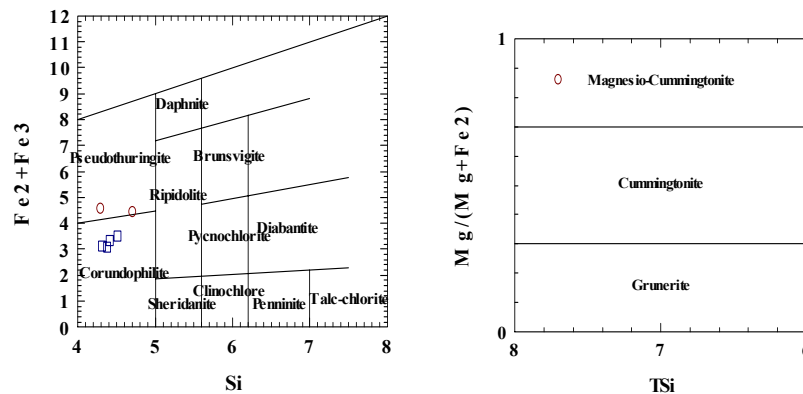 12
11
10
9
8
7
6
5
4
3
2
1
0
Fe2+Fe3
Daphnite
Pseudothuringite
Brunsvigite
Ripidolite
Pycnochlorite
Diabantite
Corundophilite
Clinochlore
Sheridanite
Penninite
Talc-chlorite
4 5 6 7 8
Si
1
0
Mg/(Mg+Fe2)
Magnesio-Cummingtonite
Cummingtonite
Grunerite
8 7 6
TSi